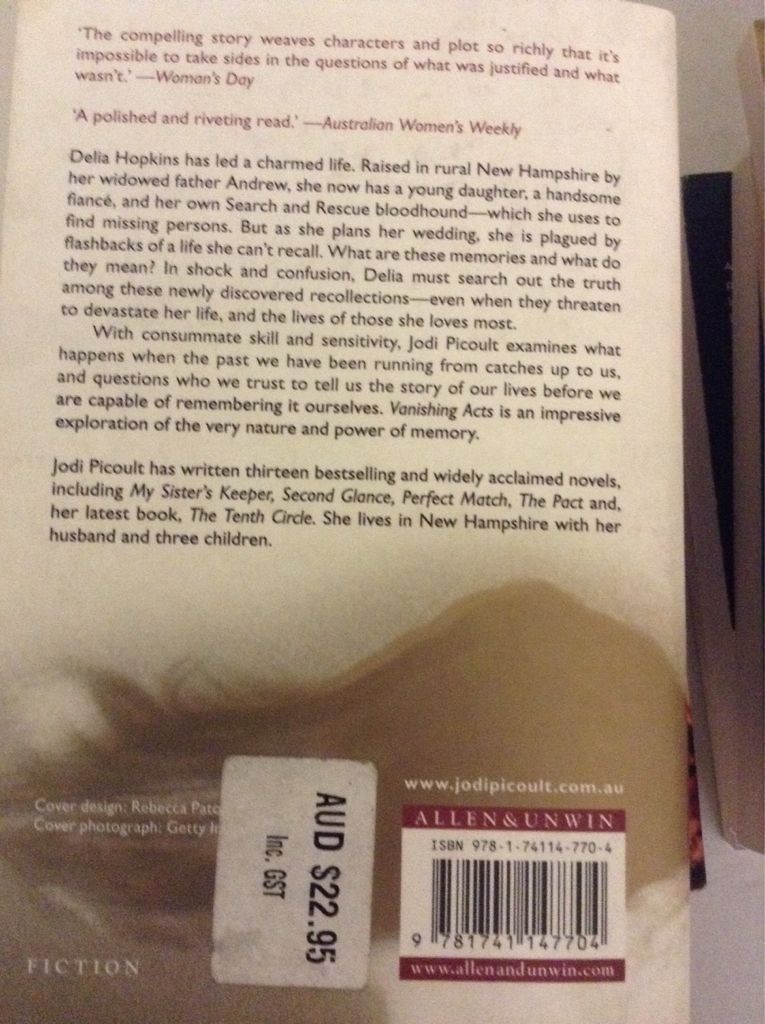 ‘The compelling story weaves characters and plot so richly that it’s
impossible to take sides in the questions of what was justified and what
wasn’t.’ —Woman’s Day
‘A polished and riveting read.’ —Australian Women’s Weekly
Delia Hopkins has led a charmed life. Raised in rural New Hampshire by
her widowed father Andrew, she now has a young daughter, a handsome
fiancé, and her own Search and Rescue bloodhound—which she uses to
find missing persons. But as she plans her wedding, she is plagued by
flashbacks of a life she can’t recall. What are these memories and what do
they mean? In shock and confusion, Delia must search out the truth
among these newly discovered recollections—even when they threaten
to devastate her life, and the lives of those she loves most.
With consummate skill and sensitivity, Jodi Picoult examines what
happens when the past we have been running from catches up to us,
and questions who we trust to tell us the story of our lives before we
are capable of remembering it ourselves. Vanishing Acts is an impressive
exploration of the very nature and power of memory.
Jodi Picoult has written thirteen bestselling and widely acclaimed novels,
including My Sister’s Keeper, Second Glance, Perfect Match, The Pact and,
her latest book, The Tenth Circle. She lives in New Hampshire with her
husband and three children.
Cover design: Rebecca
Cover photograph: Getty
AUD $22.95
Inc. GST
www.jodipicoult.com.au
ALLEN & UNWIN
ISBN 978-1-74114-770-4
9 781741 147704
www.allenandunwin.com
FICTION